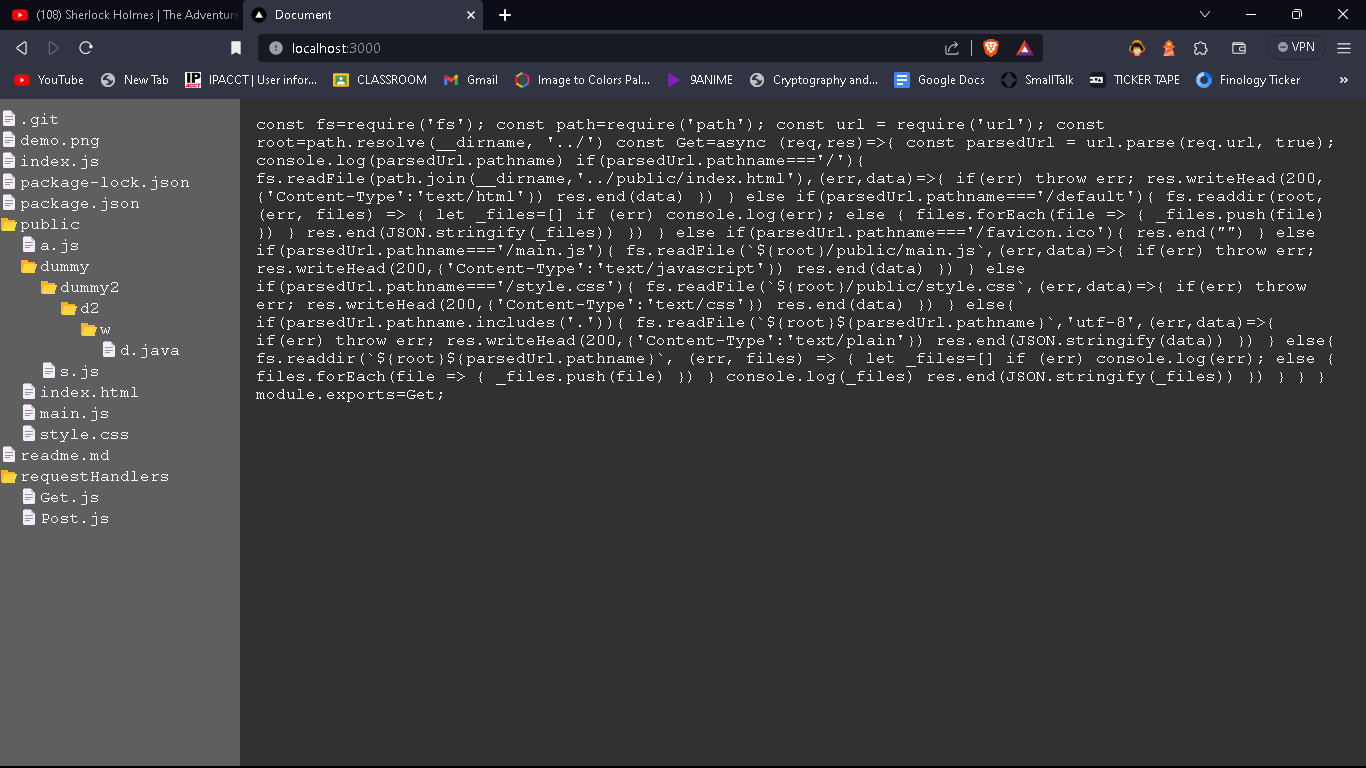 (108) Sherlock Holmes | The Adventure
Document
localhost:3000
VPN
YouTube
New Tab
IPACCT | User infor...
CLASSROOM
Gmail
Image to Colors Pal...
9ANIME
Cryptography and...
Google Docs
SmallTalk
TICKER TAPE
Finology Ticker
»
.git
demo.png
index.js
package-lock.json
package.json
public
a.js
dummy
dummy2
d2
w
d.java
s.js
index.html
main.js
style.css
readme.md
requestHandlers
Get.js
Post.js
const fs=require('fs'); const path=require('path'); const url = require('url'); const
root=path.resolve(__dirname, '../') const Get=async (req,res)=>{ const parsedUrl = url.parse(req.url, true);
console.log(parsedUrl.pathname) if(parsedUrl.pathname==='/'){
fs.readFile(path.join(__dirname,'../public/index.html'),(err,data)=>{ if(err) throw err; res.writeHead(200,
{'Content-Type':'text/html'}) res.end(data) }) } else if(parsedUrl.pathname==='/default'){ fs.readdir(root,
(err, files) => { let _files=[] if (err) console.log(err); else { files.forEach(file => { _files.push(file)
}) } res.end(JSON.stringify(_files)) }) } else if(parsedUrl.pathname==='/favicon.ico'){ res.end("") } else
if(parsedUrl.pathname==='/main.js'){ fs.readFile(`${root}/public/main.js`,(err,data)=>{ if(err) throw err;
res.writeHead(200,{'Content-Type':'text/javascript'}) res.end(data) }) } else
if(parsedUrl.pathname==='/style.css'){ fs.readFile(`${root}/public/style.css`,(err,data)=>{ if(err) throw
err; res.writeHead(200,{'Content-Type':'text/css'}) res.end(data) }) } else{
if(parsedUrl.pathname.includes('.')){ fs.readFile(`${root}${parsedUrl.pathname}`,'utf-8',(err,data)=>{
if(err) throw err; res.writeHead(200,{'Content-Type':'text/plain'}) res.end(JSON.stringify(data)) }) } else{
fs.readdir(`${root}${parsedUrl.pathname}`, (err, files) => { let _files=[] if (err) console.log(err); else {
files.forEach(file => { _files.push(file) }) } console.log(_files) res.end(JSON.stringify(_files)) }) } } }
module.exports=Get;